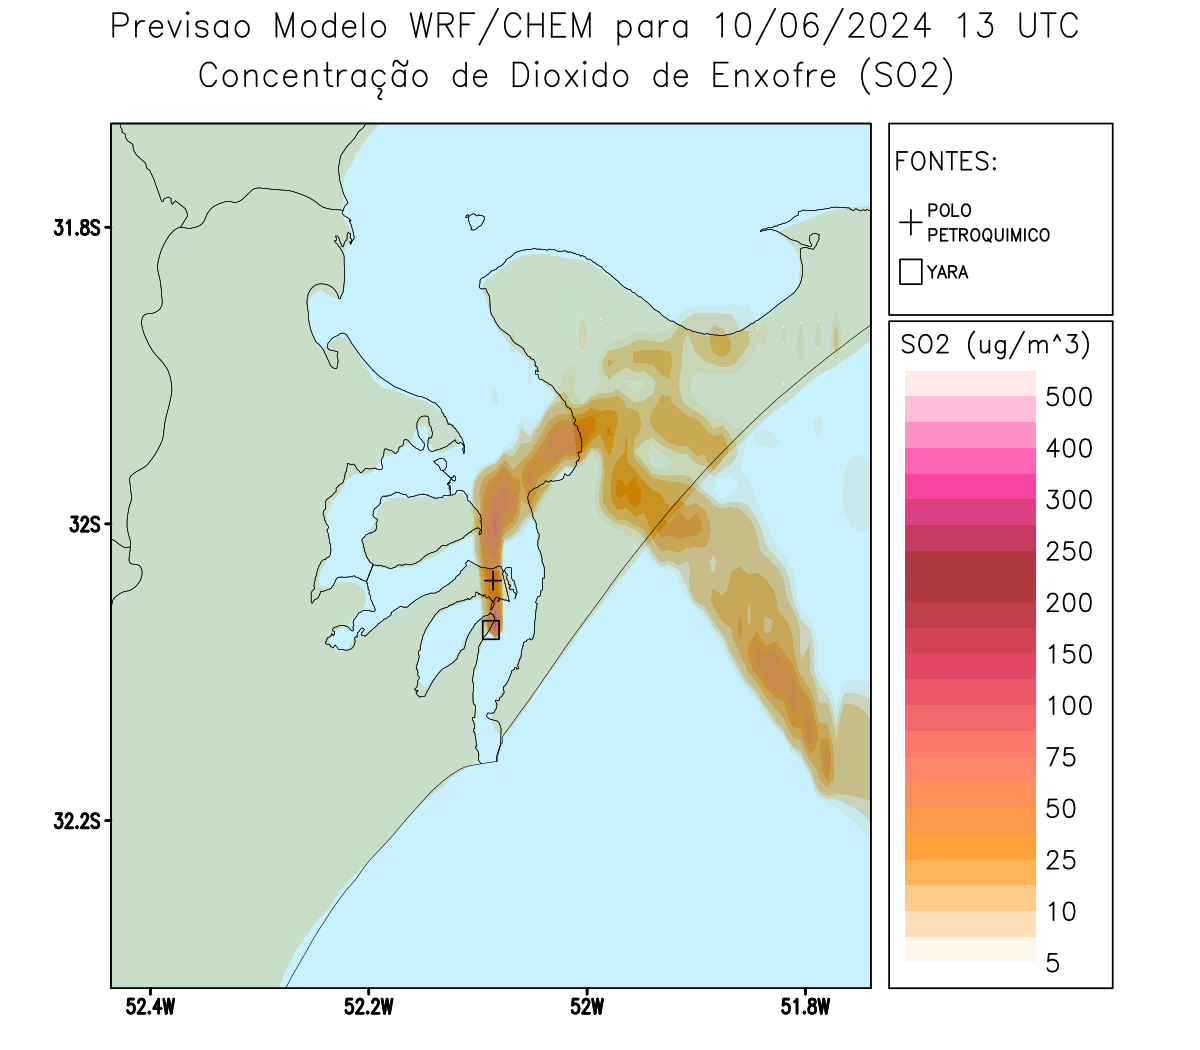 Previsao Modelo WRF/CHEM para 10/06/2024 13 UTC
Concentração de Dioxido de Enxofre (SO2)
FONTES:
POLO
PETROQUIMICO
YARA
31.8S
32S
32.2S
52.4W
52.2W
52W
51.8W
SO2 (ug/m^3)
500
400
300
250
200
150
100
75
50
25
10
5